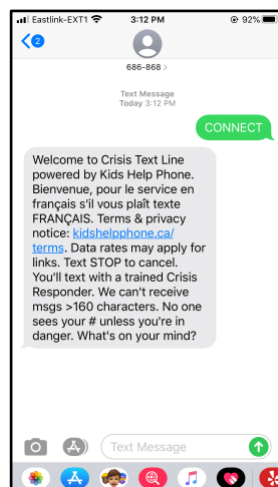 Eastlink-EXT1 3:12 PM 92%
2
686-868 >
Text Message
Today 3:12 PM
CONNECT
Welcome to Crisis Text Line
powered by Kids Help Phone.
Bienvenue, pour le service en
français s'il vous plaît texte
FRANÇAIS. Terms & privacy
notice: kidshelpphone.ca/
terms. Data rates may apply for
links. Text STOP to cancel.
You'll text with a trained Crisis
Responder. We can't receive
msgs >160 characters. No one
sees your # unless you're in
danger. What's on your mind?
Text Message